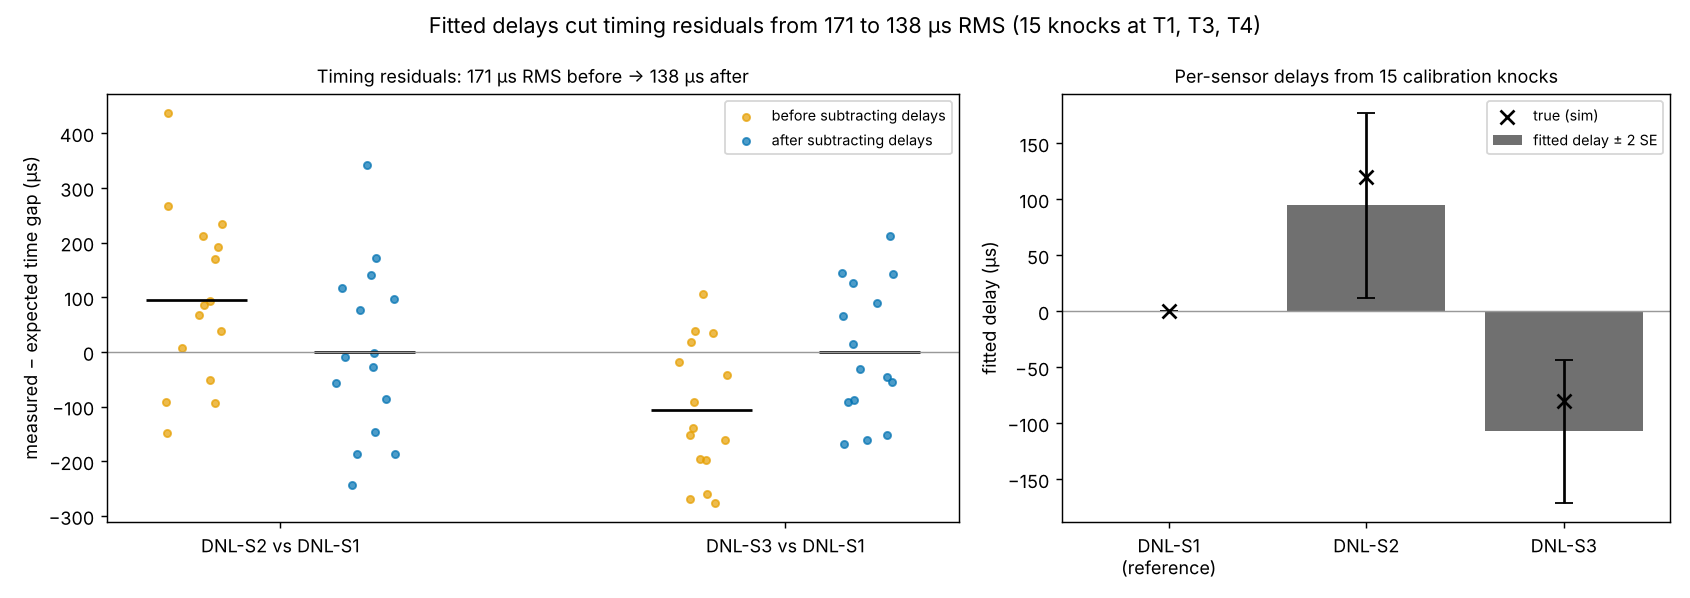 Fitted delays cut timing residuals from 171 to 138 µs RMS (15 knocks at T1, T3, T4)
Timing residuals: 171 µs RMS before → 138 µs after
measured − expected time gap (µs)
400
300
200
100
0
−100
−200
−300
before subtracting delays
after subtracting delays
DNL-S2 vs DNL-S1
DNL-S3 vs DNL-S1
Per-sensor delays from 15 calibration knocks
fitted delay (µs)
150
100
50
0
−50
−100
−150
true (sim)
fitted delay ± 2 SE
DNL-S1
(reference)
DNL-S2
DNL-S3